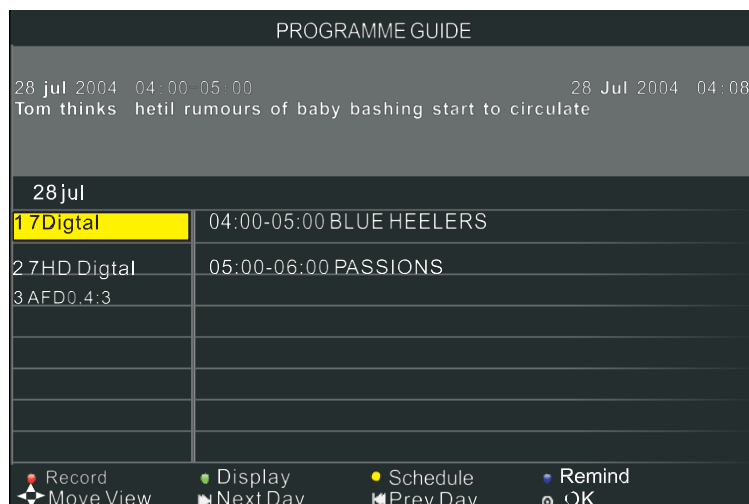 PROGRAMME GUIDE
28 jul 2004 04:00-05:00 28 Jul 2004 04:08
Tom thinks hetil rumours of baby bashing start to circulate
28jul
1 7Digtal 04:00-05:00 BLUE HEELERS
2 7HD Digtal 05:00-06:00 PASSIONS
3 AFD0.4:3
Record Display Schedule Remind
Move View Next Day Prev Day OK